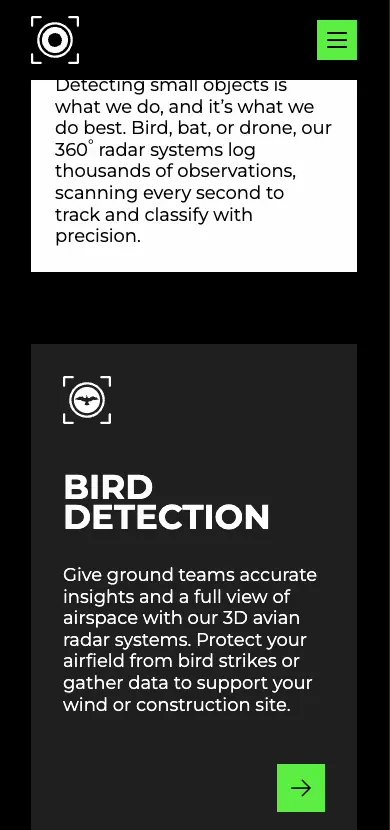 Detecting small objects is
what we do, and it’s what we
do best. Bird, bat, or drone, our
360° radar systems log
thousands of observations,
scanning every second to
track and classify with
precision.
BIRD
DETECTION
Give ground teams accurate
insights and a full view of
airspace with our 3D avian
radar systems. Protect your
airfield from bird strikes or
gather data to support your
wind or construction site.